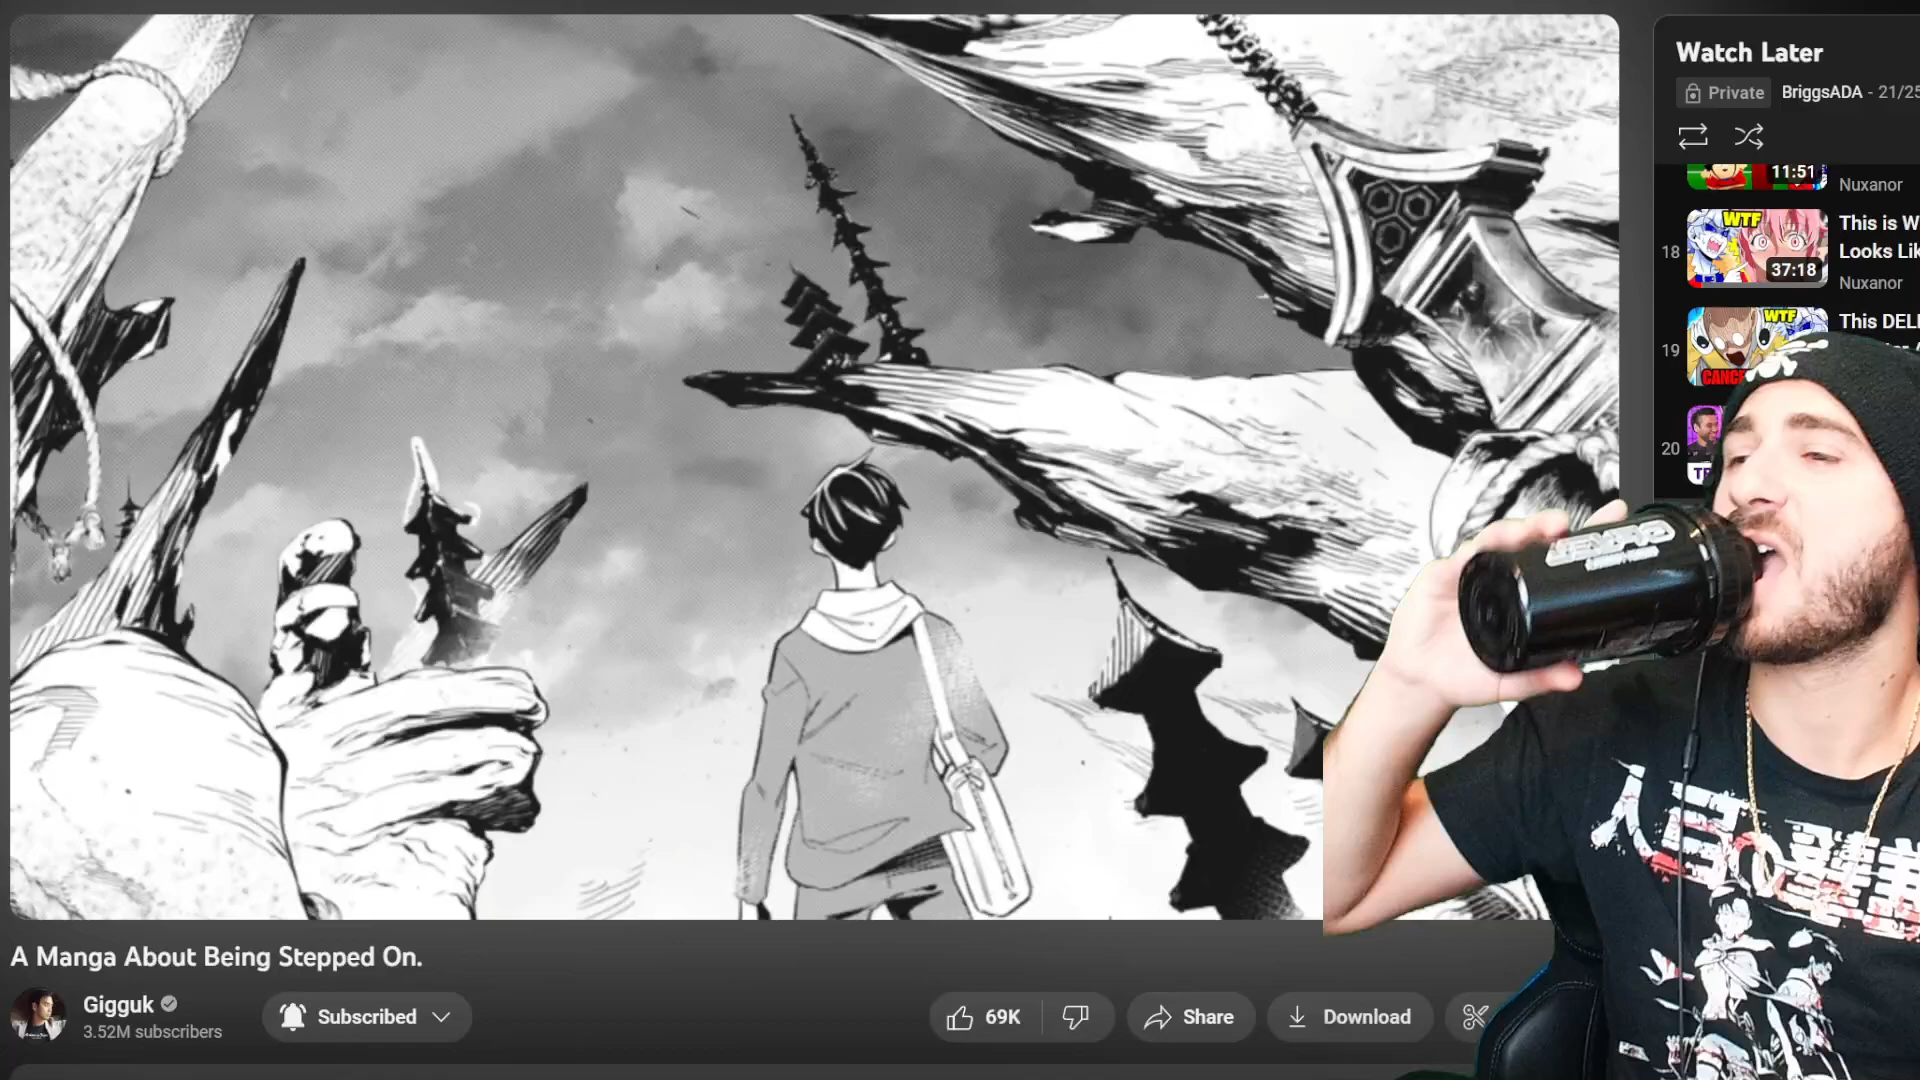 Watch Later
Private
BriggsADA - 21/25
11:51
Nuxanor
18
WTF
37:18
This is W
Looks Lik
Nuxanor
19
WTF
This DEL
20
A Manga About Being Stepped On.
Gigguk
3.52M subscribers
Subscribed
69K
Share
Download